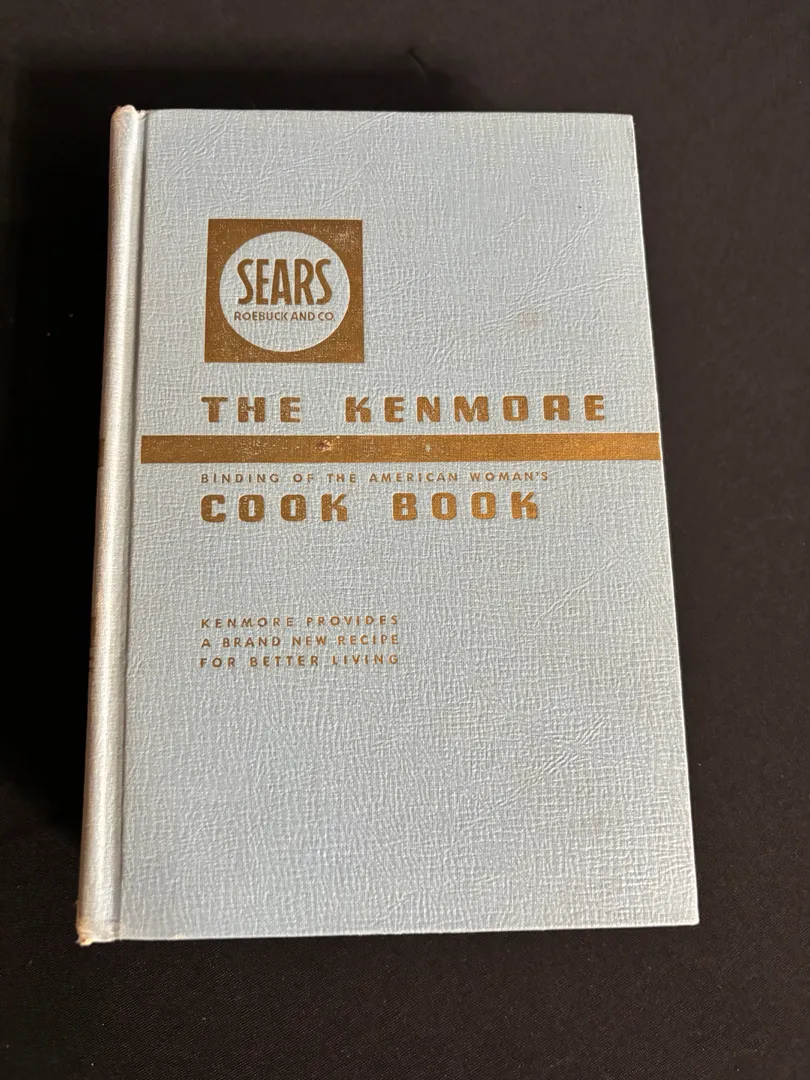 SEARS
ROEBUCK AND CO.
THE KENMORE
BINDING OF THE AMERICAN WOMAN'S
COOK BOOK
KENMORE PROVIDES
A BRAND NEW RECIPE
FOR BETTER LIVING